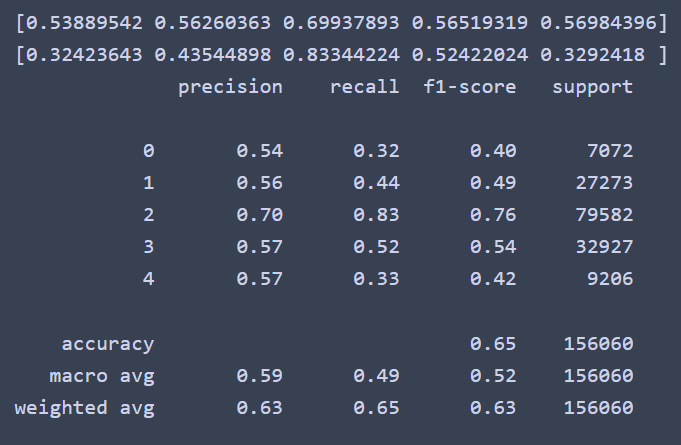 [0.53889542 0.56260363 0.69937893 0.56519319 0.56984396]
[0.32423643 0.43544898 0.83344224 0.52422024 0.3292418 ]
precision recall f1-score support
0 0.54 0.32 0.40 7072
1 0.56 0.44 0.49 27273
2 0.70 0.83 0.76 79582
3 0.57 0.52 0.54 32927
4 0.57 0.33 0.42 9206
accuracy 0.65 156060
macro avg 0.59 0.49 0.52 156060
weighted avg 0.63 0.65 0.63 156060